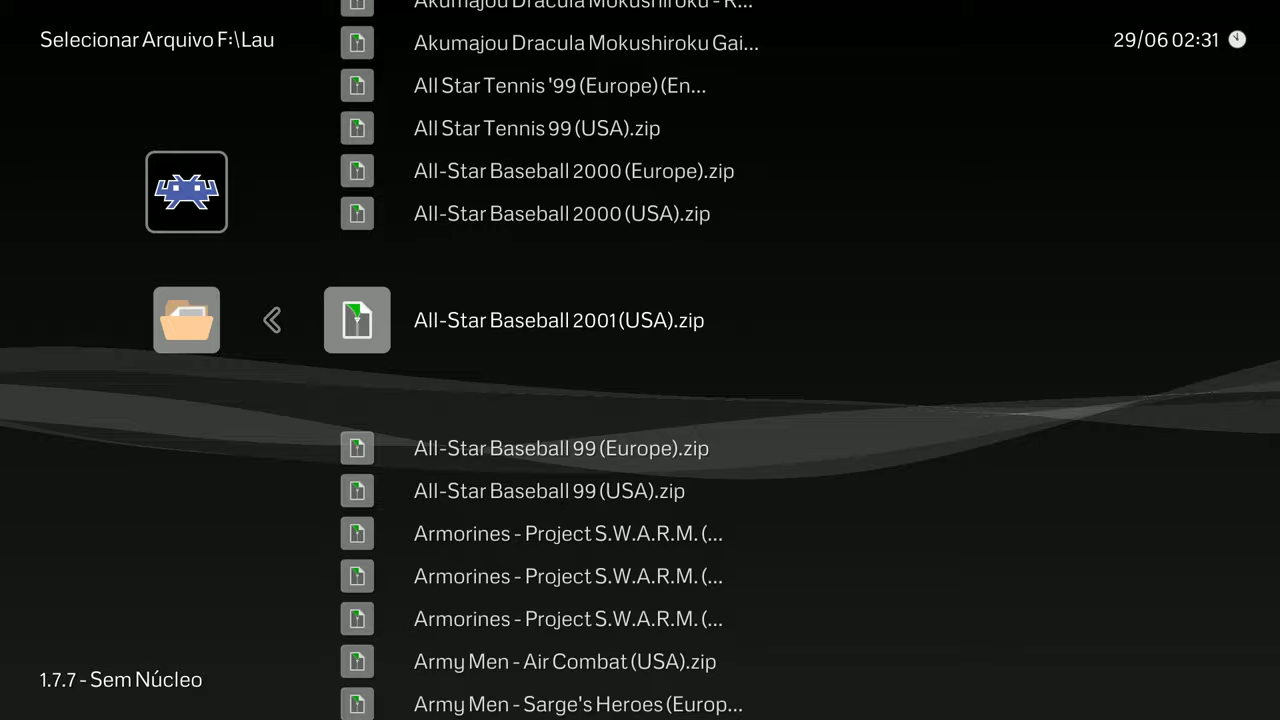 Akumajou Dracula Mokushiroku - R...
Selecionar Arquivo F:\Lau
29/06 02:31
Akumajou Dracula Mokushiroku Gai...
All Star Tennis '99 (Europe) (En...
All Star Tennis 99 (USA).zip
All-Star Baseball 2000 (Europe).zip
All-Star Baseball 2000 (USA).zip
All-Star Baseball 2001 (USA).zip
All-Star Baseball 99 (Europe).zip
All-Star Baseball 99 (USA).zip
Armorines - Project S.W.A.R.M. (...
Armorines - Project S.W.A.R.M. (...
Armorines - Project S.W.A.R.M. (...
Army Men - Air Combat (USA).zip
1.7.7 - Sem Núcleo
Army Men - Sarge's Heroes (Europ...